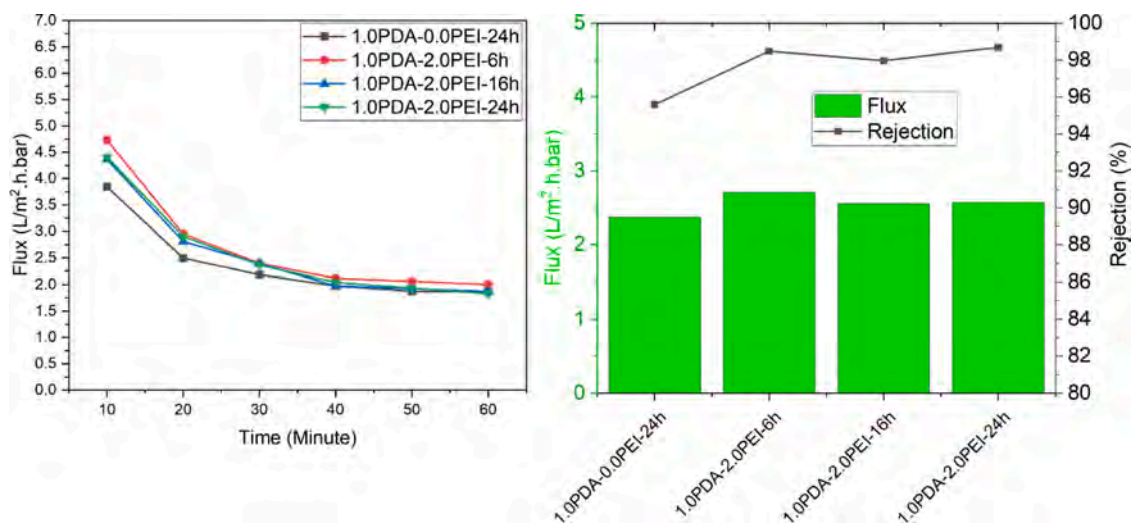 7.0
6.5
6.0
5.5
5.0
4.5
4.0
3.5
3.0
2.5
2.0
1.5
1.0
0.5
0.0
Flux (L/m².h.bar)
1.0PDA-0.0PEI-24h
1.0PDA-2.0PEI-6h
1.0PDA-2.0PEI-16h
1.0PDA-2.0PEI-24h
10 20 30 40 50 60
Time (Minute)
5
4
3
2
1
0
Flux (L/m².h.bar)
Flux
Rejection
100
98
96
94
92
90
88
86
84
82
80
Rejection (%)
1.0PDA-0.0PEI-24h
1.0PDA-2.0PEI-6h
1.0PDA-2.0PEI-16h
1.0PDA-2.0PEI-24h